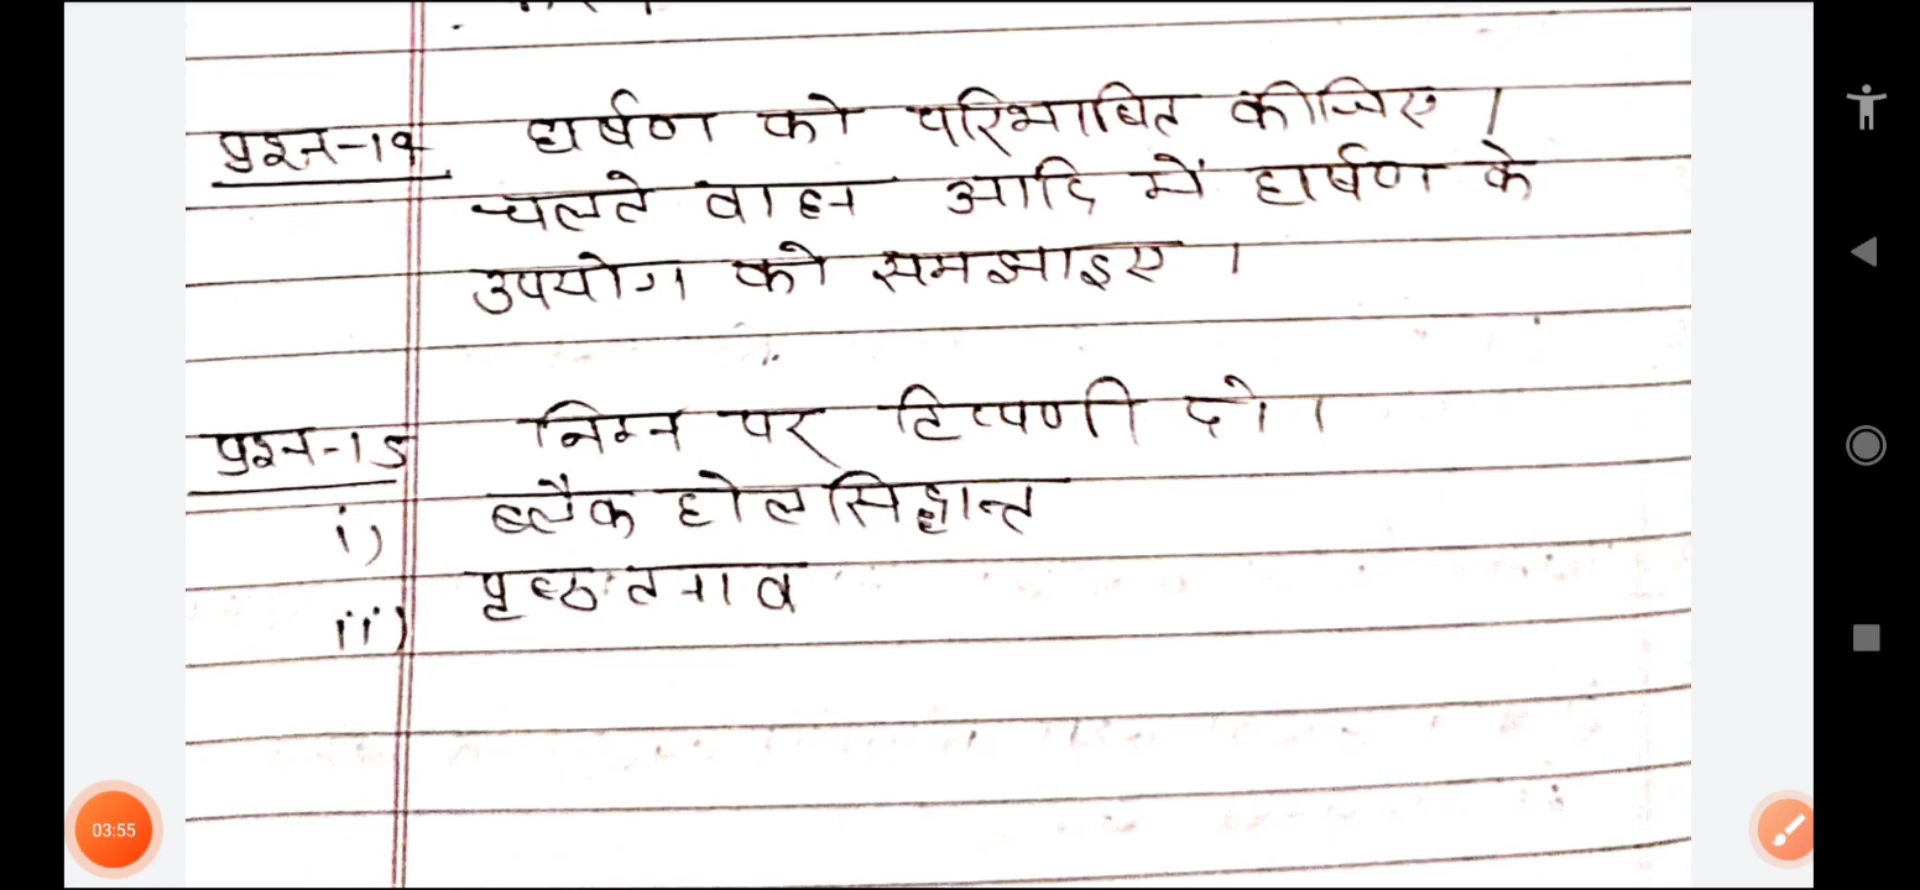 प्रश्न-14 घर्षण को परिभाषित कीजिए ।
चलते वाहन आदि में घर्षण के
उपयोग को समझाइए ।
प्रश्न-15 निम्न पर टिप्पणी दो ।
i) ब्लैक होल सिद्धान्त
ii) पृष्ठ तनाव
03:55